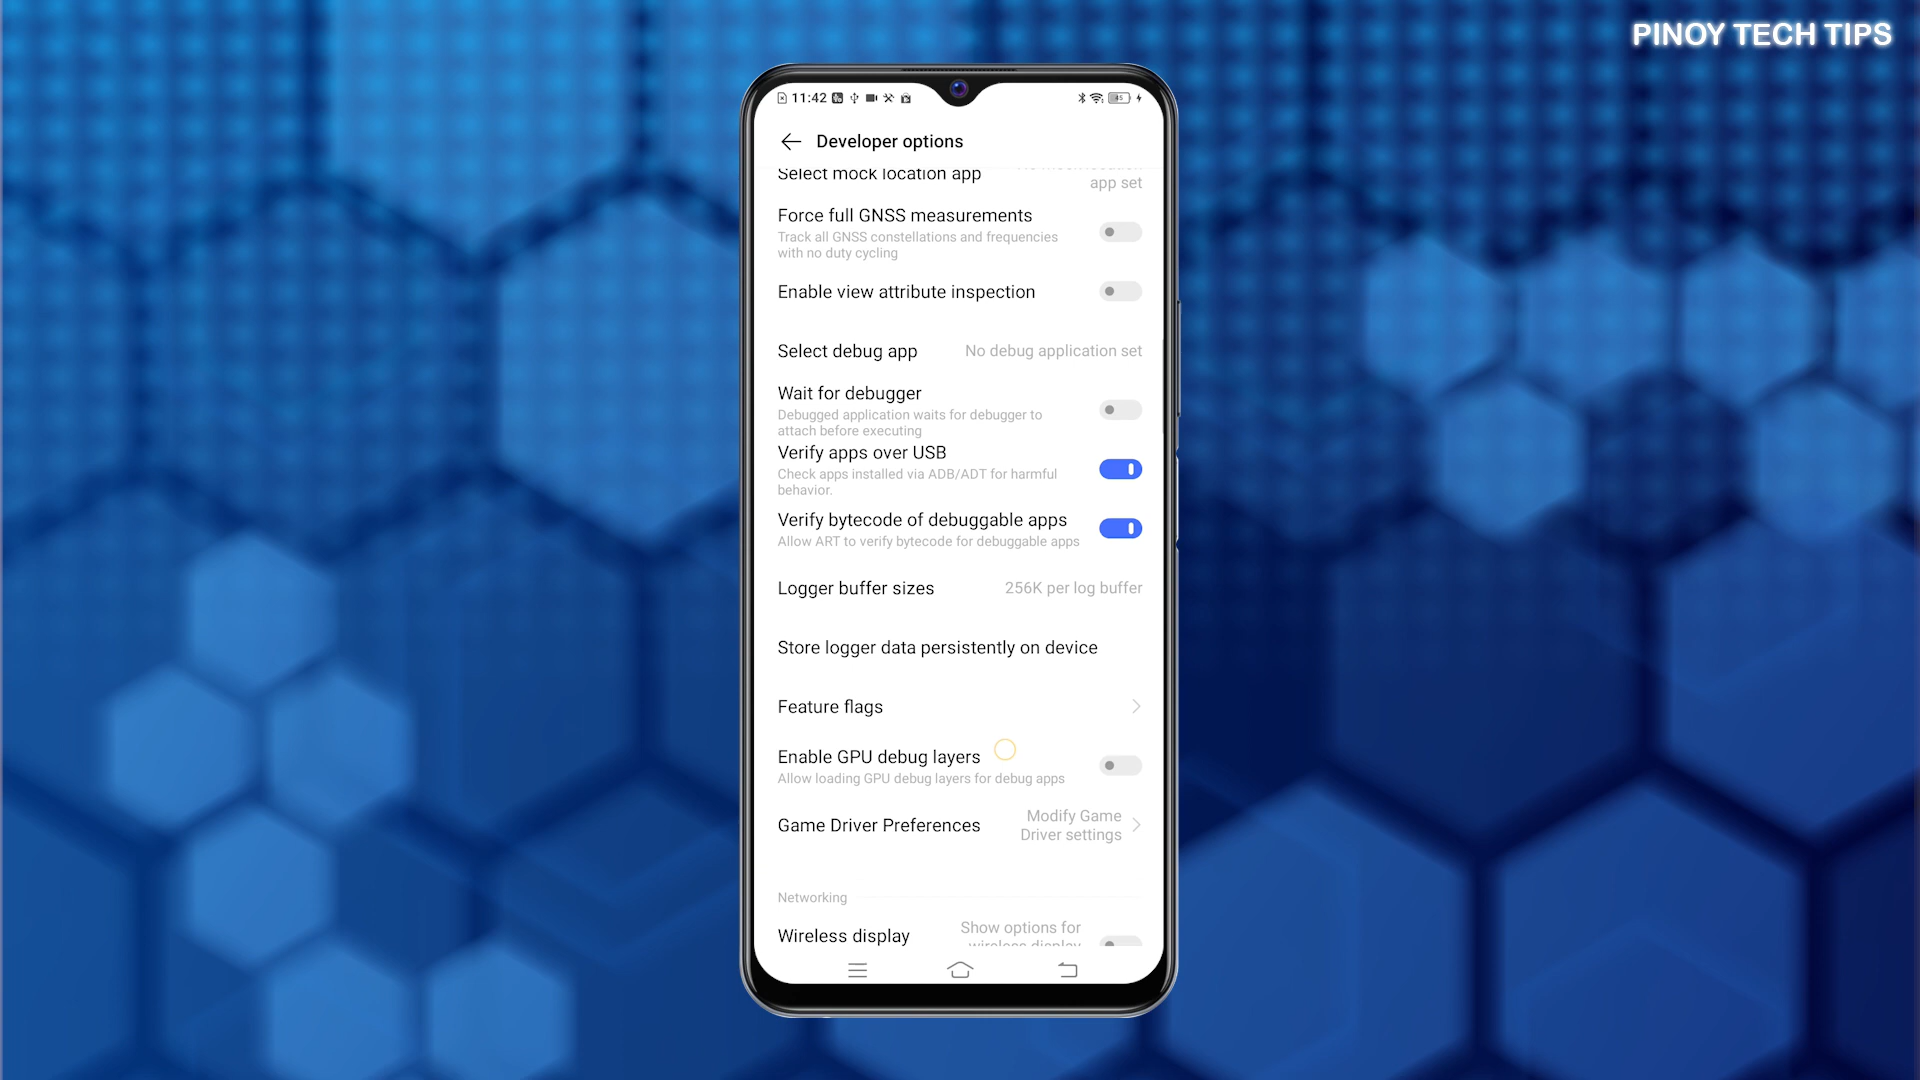 PINOY TECH TIPS
11:42
Developer options
Select mock location app
app set
Force full GNSS measurements
Track all GNSS constellations and frequencies
with no duty cycling
Enable view attribute inspection
Select debug app
No debug application set
Wait for debugger
Debugged application waits for debugger to
attach before executing
Verify apps over USB
Check apps installed via ADB/ADT for harmful
behavior.
Verify bytecode of debuggable apps
Allow ART to verify bytecode for debuggable apps
Logger buffer sizes
256K per log buffer
Store logger data persistently on device
Feature flags
Enable GPU debug layers
Allow loading GPU debug layers for debug apps
Game Driver Preferences
Modify Game
Driver settings
Networking
Wireless display
Show options for
wireless display